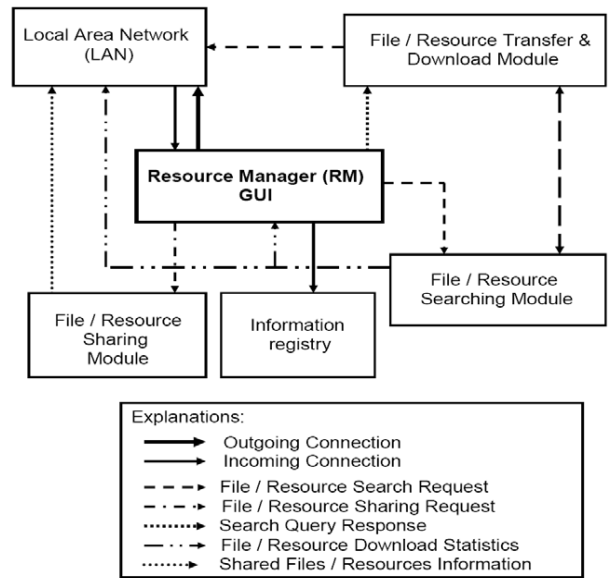 Local Area Network
(LAN)
File / Resource Transfer &
Download Module
Resource Manager (RM)
GUI
File / Resource
Searching Module
File / Resource
Sharing
Module
Information
registry
Explanations:
Outgoing Connection
Incoming Connection
File / Resource Search Request
File / Resource Sharing Request
Search Query Response
File / Resource Download Statistics
Shared Files / Resources Information